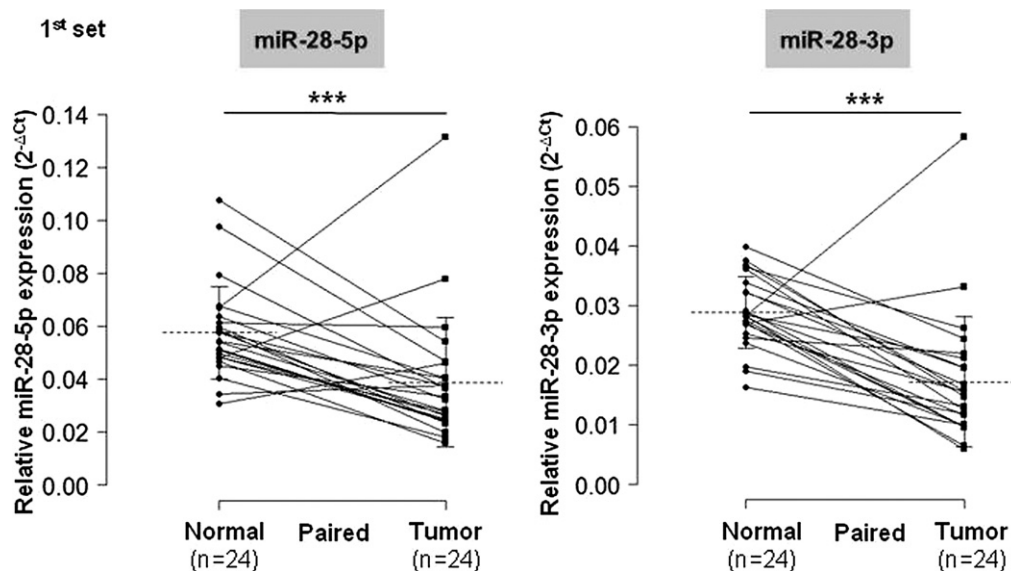 1st set
miR-28-5p
***
Relative miR-28-5p expression (2-ΔCt)
0.14
0.12
0.10
0.08
0.06
0.04
0.02
0.00
Normal Paired Tumor
(n=24) (n=24)
miR-28-3p
***
Relative miR-28-3p expression (2-ΔCt)
0.06
0.05
0.04
0.03
0.02
0.01
0.00
Normal Paired Tumor
(n=24) (n=24)